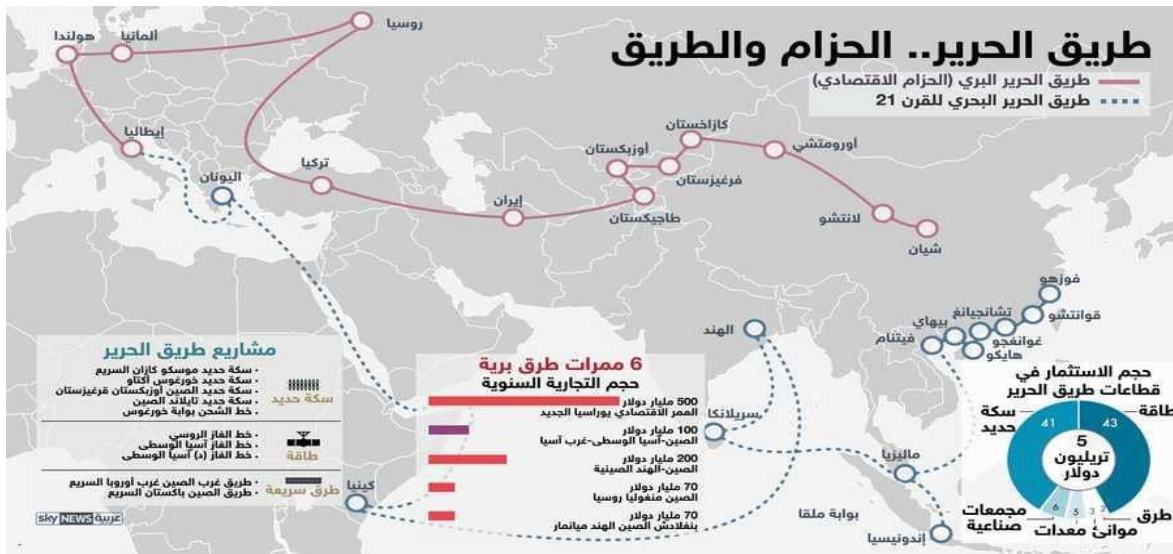 طريق الحرير.. الحزام والطريق
طريق الحرير البري (الحزام الاقتصادي)
طريق الحرير البحري للقرن 21
روسيا
ألمانيا
هولندا
إيطاليا
اليونان
تركيا
إيران
كازاخستان
أوزبكستان
قرغيزستان
طاجيكستان
أورومتشي
لانتشو
شيان
فوزهو
قوانتشو
تشانجيانغ
غوانغجو
بيهاي
هايكو
فيتنام
الهند
سريلانكا
ماليزيا
بوابة ملقا
إندونيسيا
كينيا
مشاريع طريق الحرير
سكة حديد
• سكة حديد موسكو كازان السريع
• سكة حديد خورغوس أكتاو
• سكة حديد الصين أوزبكستان قرغيزستان
• سكة حديد تايلاند الصين
• خط الشحن بوابة خورغوس
طاقة
• خط الغاز الروسي
• خط الغاز آسيا الوسطى
• خط الغاز (د) آسيا الوسطى
طرق سريعة
• طريق غرب الصين غرب أوروبا السريع
• طريق الصين باكستان السريع
6 ممرات طرق برية
حجم التجارية السنوية
500 مليار دولار
الممر الاقتصادي يوراسيا الجديد
100 مليار دولار
الصين-آسيا الوسطى-غرب آسيا
200 مليار دولار
الصين-الهند الصينية
70 مليار دولار
الصين منغوليا روسيا
70 مليار دولار
بنغلادش الصين الهند ميانمار
حجم الاستثمار في
قطاعات طريق الحرير
طاقة
43
سكة
حديد
41
5
تريليون
دولار
مجمعات
صناعية
6
معدات
5
موانئ
3
طرق
2
sky NEWS عربية